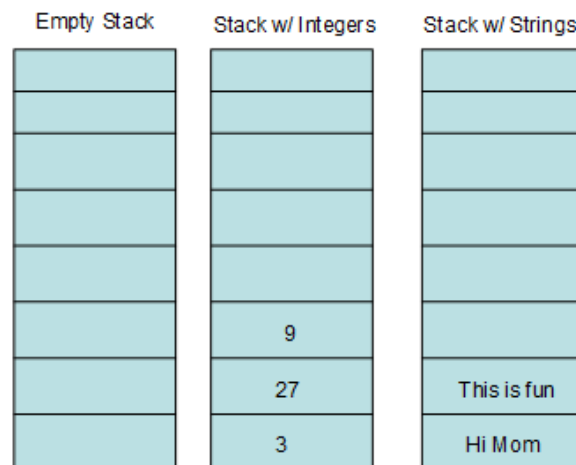 Empty Stack
Stack w/ Integers
Stack w/ Strings
9
27
This is fun
3
Hi Mom